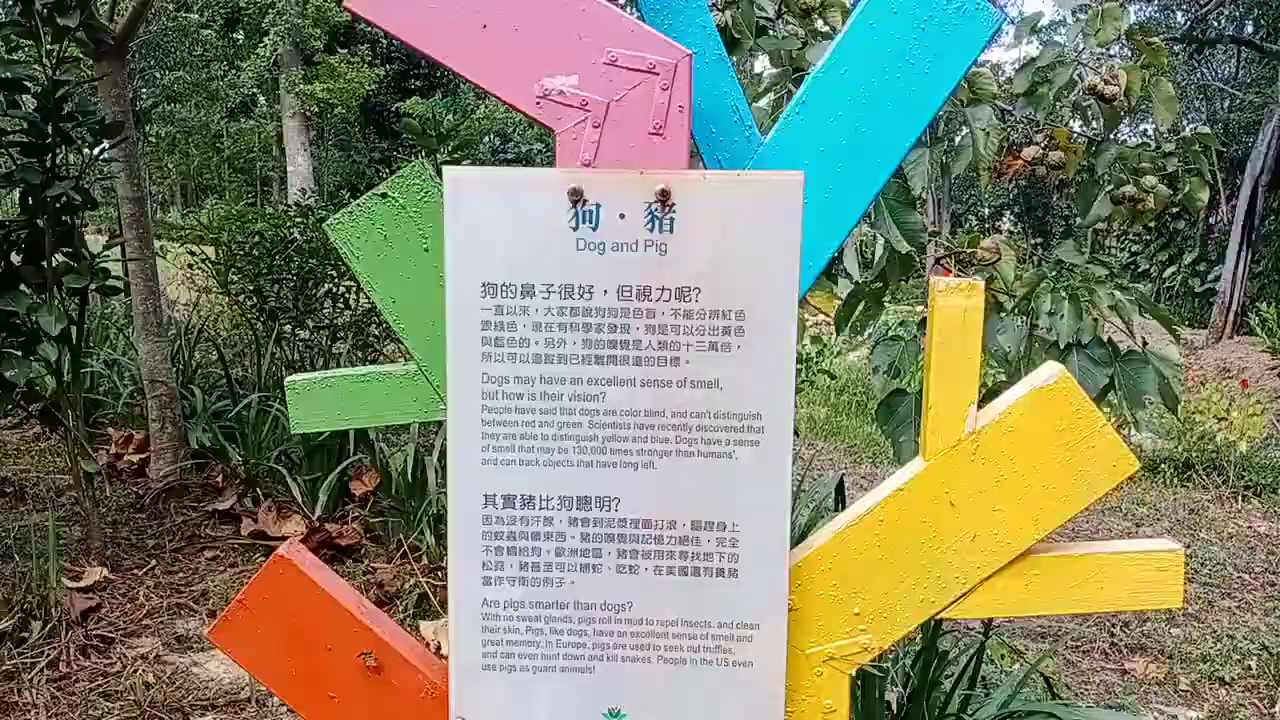 狗・豬
Dog and Pig
狗的鼻子很好，但視力呢?
一直以來，大家都說狗狗是色盲，不能分辨紅色
跟綠色，現在有科學家發現，狗是可以分出黃色
與藍色的。另外，狗的嗅覺是人類的十三萬倍，
所以可以追蹤到已經離開很遠的目標。
Dogs may have an excellent sense of smell,
but how is their vision?
People have said that dogs are color blind, and can't distinguish
between red and green. Scientists have recently discovered that
they are able to distinguish yellow and blue. Dogs have a sense
of smell that may be 130,000 times stronger than humans',
and can back objects that have long left.
其實豬比狗聰明?
因為沒有汗腺，豬會到泥漿裡面打滾，驅趕身上
的蚊蟲與髒東西。豬的嗅覺與記憶力絕佳，完全
不會輸給狗。歐洲地區，豬會被用來尋找地下的
松露，豬甚至可以捕蛇、吃蛇，在美國還有養豬
當作守衛的例子。
Are pigs smarter than dogs?
With no sweat glands, pigs roll in mud to repel insects, and clean
their skin. Pigs, like dogs, have an excellent sense of smell and
great memory. In Europe, pigs are used to seek out truffles,
and can even hunt down and kill snakes. People in the US even
use pigs as guard animals!